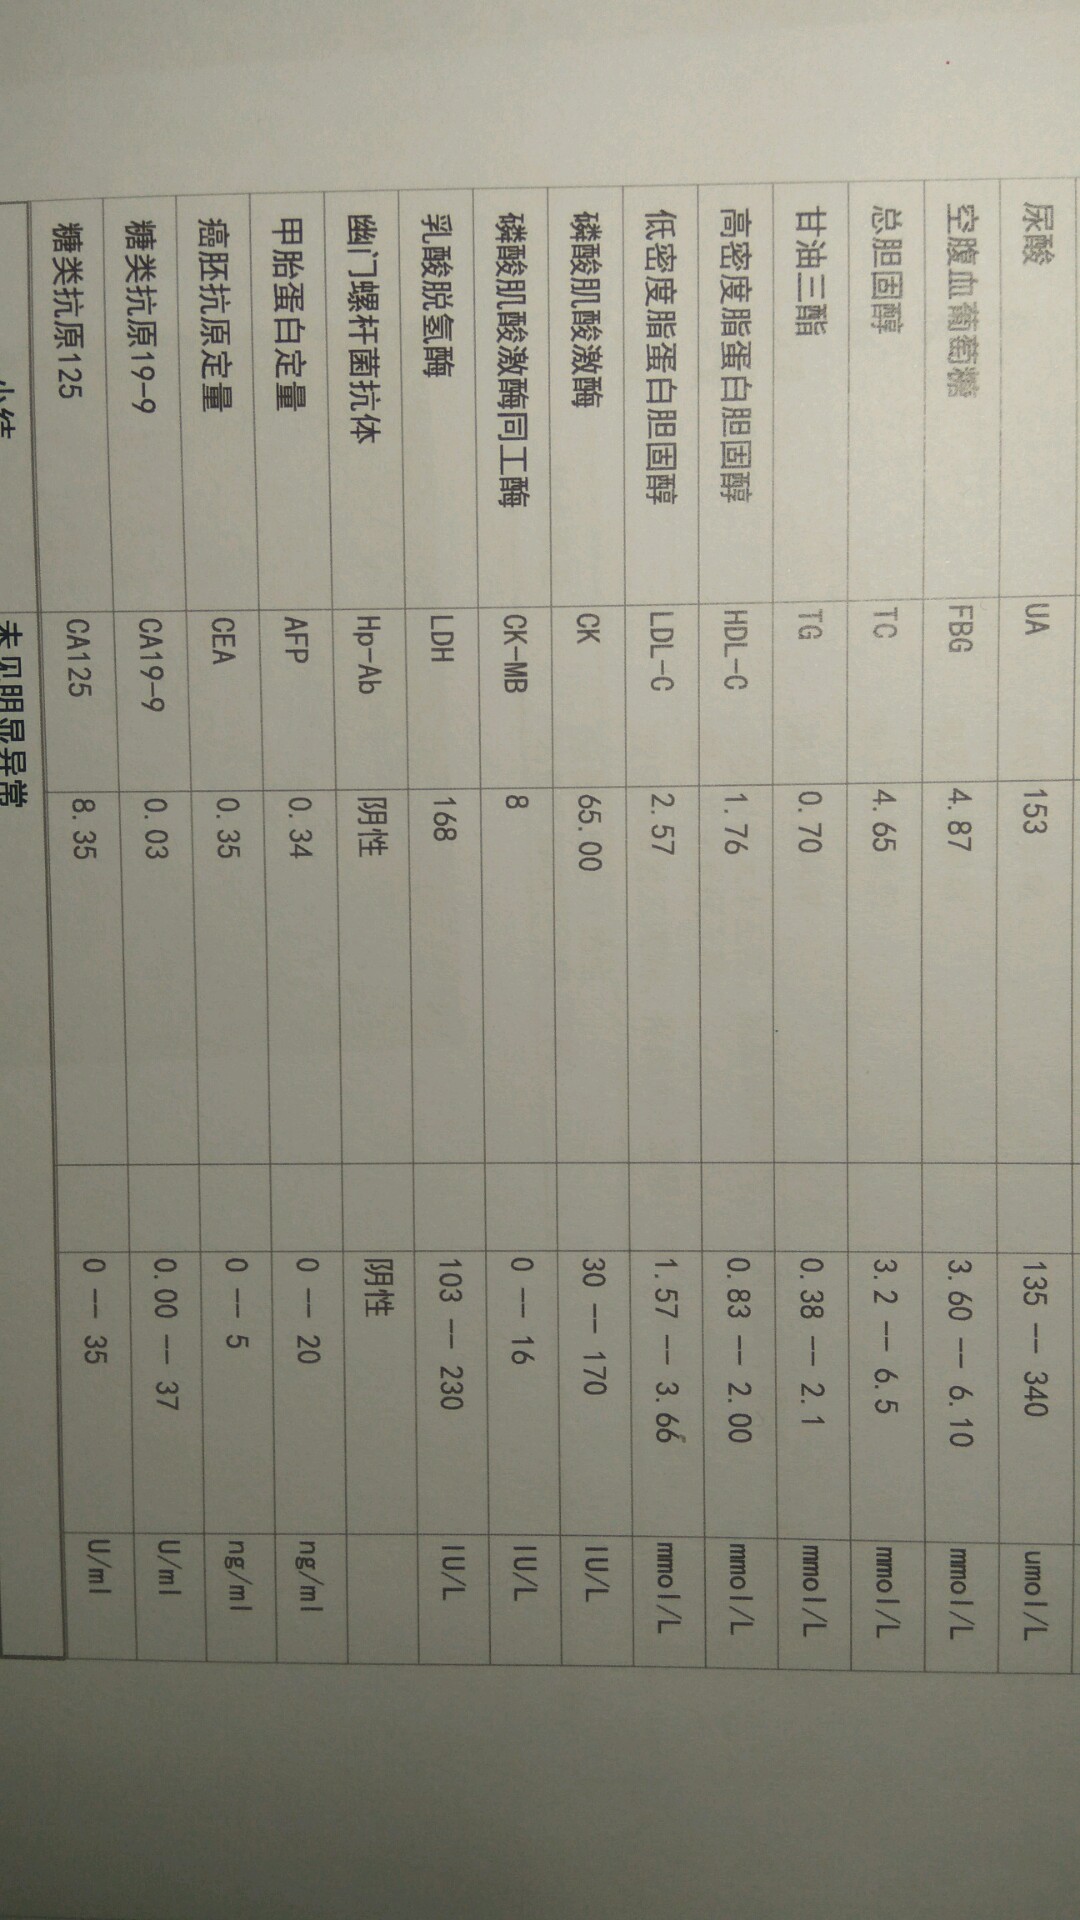 尿酸 UA 153 135 -- 340 umol/L
空腹血葡萄糖 FBG 4.87 3.60 -- 6.10 mmol/L
总胆固醇 TC 4.65 3.2 -- 6.5 mmol/L
甘油三酯 TG 0.70 0.38 -- 2.1 mmol/L
高密度脂蛋白胆固醇 HDL-C 1.76 0.83 -- 2.00 mmol/L
低密度脂蛋白胆固醇 LDL-C 2.57 1.57 -- 3.66 mmol/L
磷酸肌酸激酶 CK 65.00 30 -- 170 IU/L
磷酸肌酸激酶同工酶 CK-MB 8 0 -- 16 IU/L
乳酸脱氢酶 LDH 168 103 -- 230 IU/L
幽门螺杆菌抗体 Hp-Ab 阴性 阴性
甲胎蛋白定量 AFP 0.34 0 -- 20 ng/ml
癌胚抗原定量 CEA 0.35 0 -- 5 ng/ml
糖类抗原19-9 CA19-9 0.03 0.00 -- 37 U/ml
糖类抗原125 CA125 8.35 0 -- 35 U/ml
小结 未见明显异常